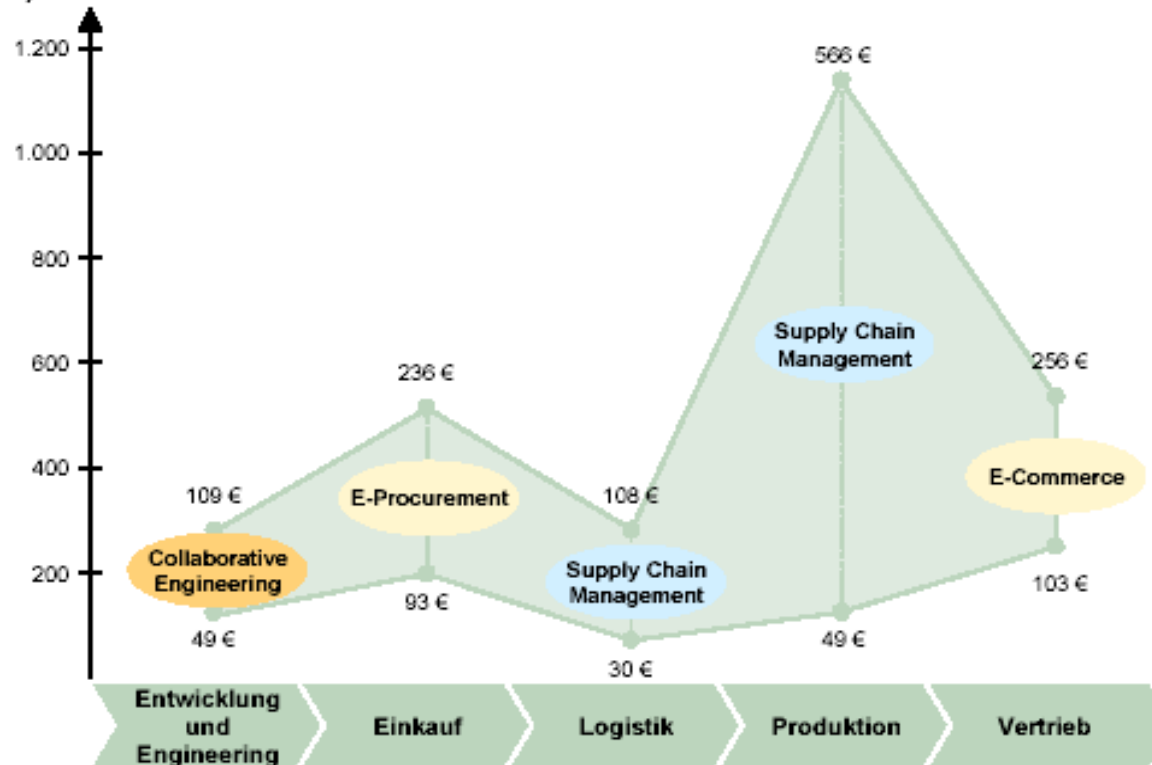 1.200
566 €
1.000
800
Supply Chain
Management
600
256 €
236 €
400
109 €
E-Procurement
108 €
E-Commerce
Collaborative
Engineering
200
Supply Chain
Management
93 €
103 €
49 €
30 €
49 €
Entwicklung
und
Engineering
Einkauf
Logistik
Produktion
Vertrieb